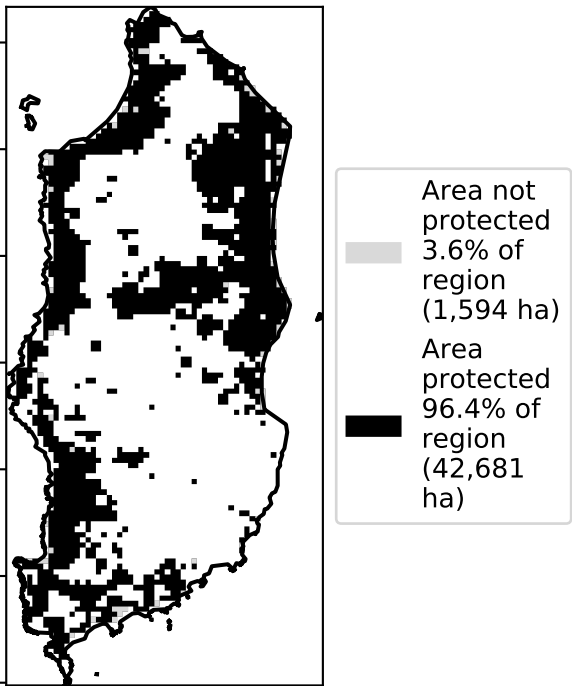 Area not
protected
3.6% of
region
(1,594 ha)
Area
protected
96.4% of
region
(42,681
ha)